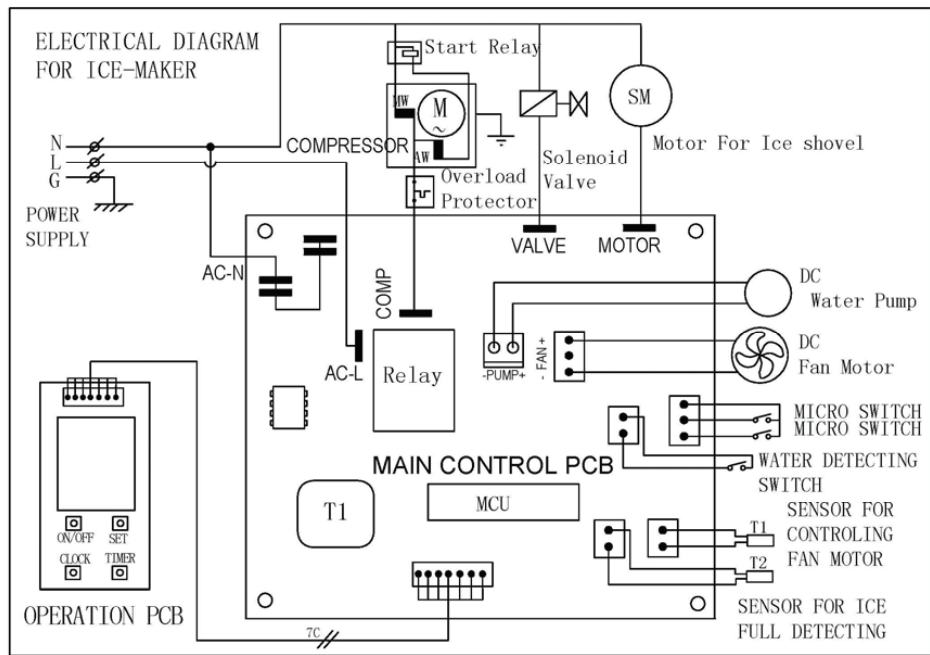 ELECTRICAL DIAGRAM
FOR ICE-MAKER
Start Relay
MW
M
~
AW
COMPRESSOR
SM
Motor For Ice shovel
Solenoid
Valve
Overload
Protector
N
L
G
POWER
SUPPLY
VALVE
MOTOR
AC-N
COMP
AC-L
Relay
-PUMP+
- FAN +
DC
Water Pump
DC
Fan Motor
MICRO SWITCH
MICRO SWITCH
WATER DETECTING
SWITCH
MAIN CONTROL PCB
T1
MCU
SENSOR FOR
CONTROLING
FAN MOTOR
T1
T2
SENSOR FOR ICE
FULL DETECTING
ON/OFF
SET
CLOCK
TIMER
OPERATION PCB
7C